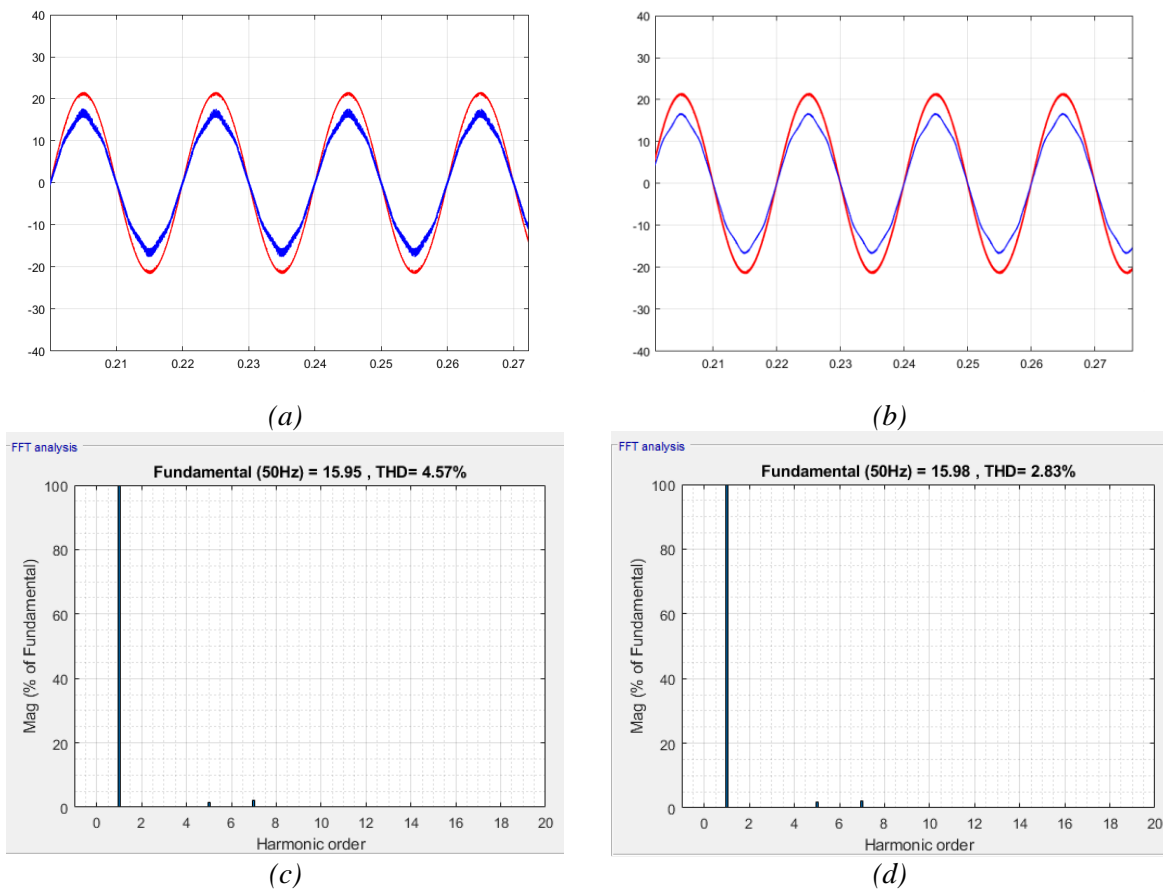 40
30
20
10
0
-10
-20
-30
-40
0.21 0.22 0.23 0.24 0.25 0.26 0.27
(a)
40
30
20
10
0
-10
-20
-30
-40
0.21 0.22 0.23 0.24 0.25 0.26 0.27
(b)
FFT analysis
Fundamental (50Hz) = 15.95 , THD= 4.57%
Mag (% of Fundamental)
100
80
60
40
20
0
0 2 4 6 8 10 12 14 16 18 20
Harmonic order
(c)
FFT analysis
Fundamental (50Hz) = 15.98 , THD= 2.83%
Mag (% of Fundamental)
100
80
60
40
20
0
0 2 4 6 8 10 12 14 16 18 20
Harmonic order
(d)